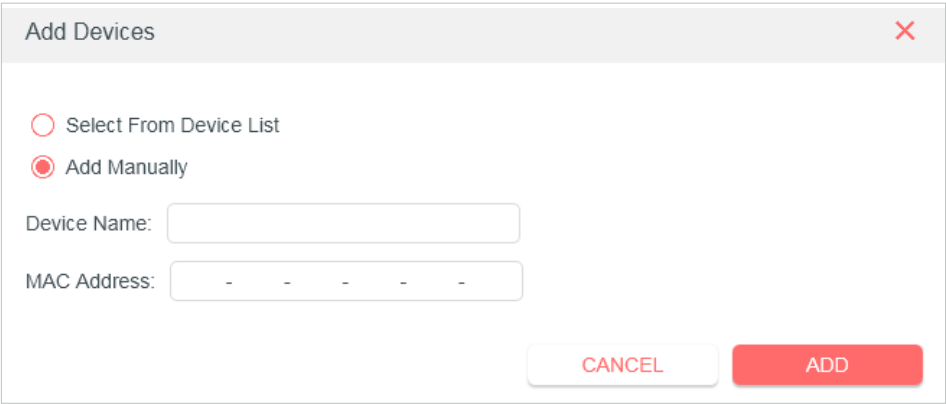 Add Devices
Select From Device List
Add Manually
Device Name:
MAC Address: - - - - -
CANCEL ADD